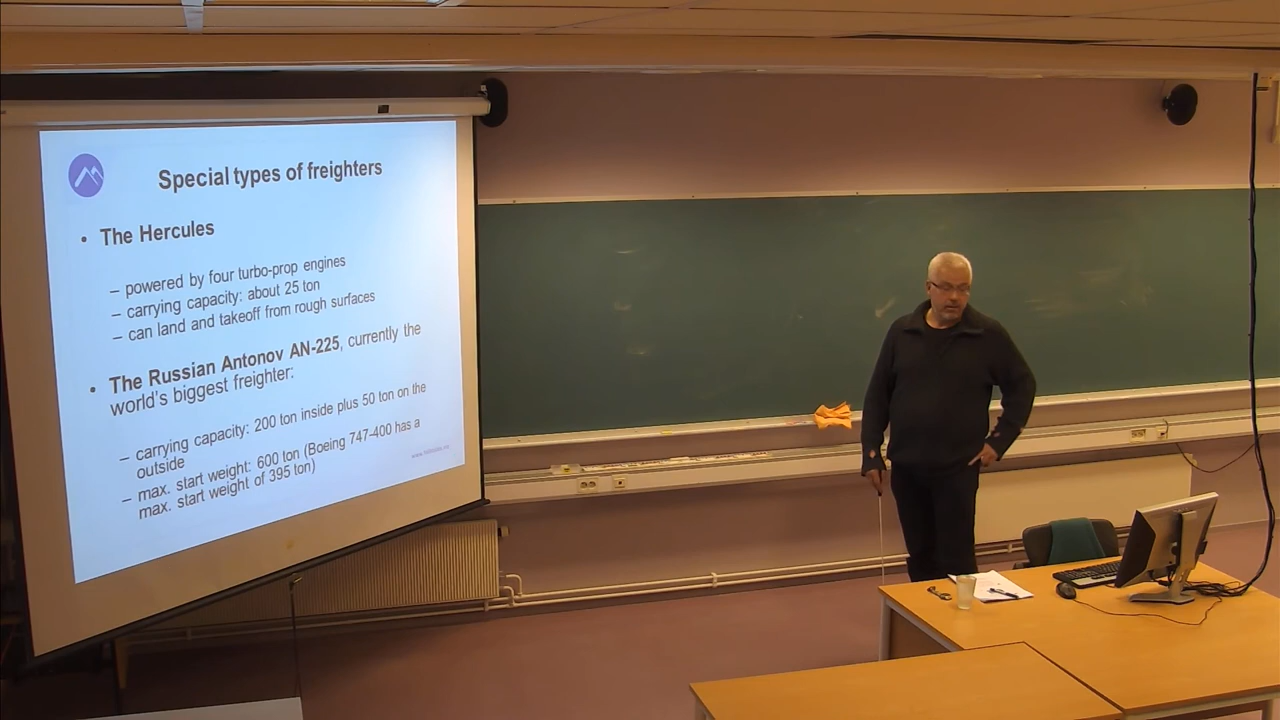 Special types of freighters
• The Hercules
– powered by four turbo-prop engines
– carrying capacity: about 25 ton
– can land and takeoff from rough surfaces
• The Russian Antonov AN-225, currently the
world's biggest freighter:
– carrying capacity: 200 ton inside plus 50 ton on the
outside
– max. start weight: 600 ton (Boeing 747-400 has a
max. start weight of 395 ton)